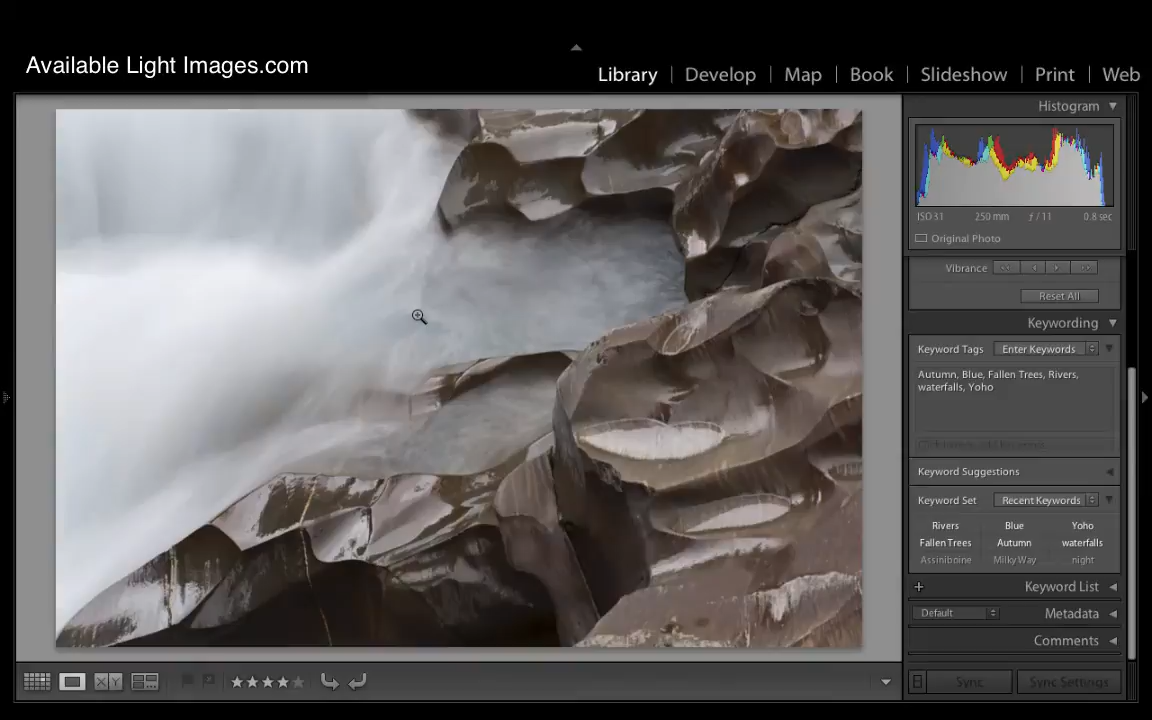 Available Light Images.com
Library | Develop | Map | Book | Slideshow | Print | Web
Histogram
ISO 31 250 mm f / 11 0.8 sec
Original Photo
Vibrance
Reset All
Keywording
Keyword Tags Enter Keywords
Autumn, Blue, Fallen Trees, Rivers,
waterfalls, Yoho
Keyword Suggestions
Keyword Set Recent Keywords
Rivers Blue Yoho
Fallen Trees Autumn waterfalls
Assiniboine Milky Way night
Keyword List
Default Metadata
Comments
X Y
Sync Sync Settings